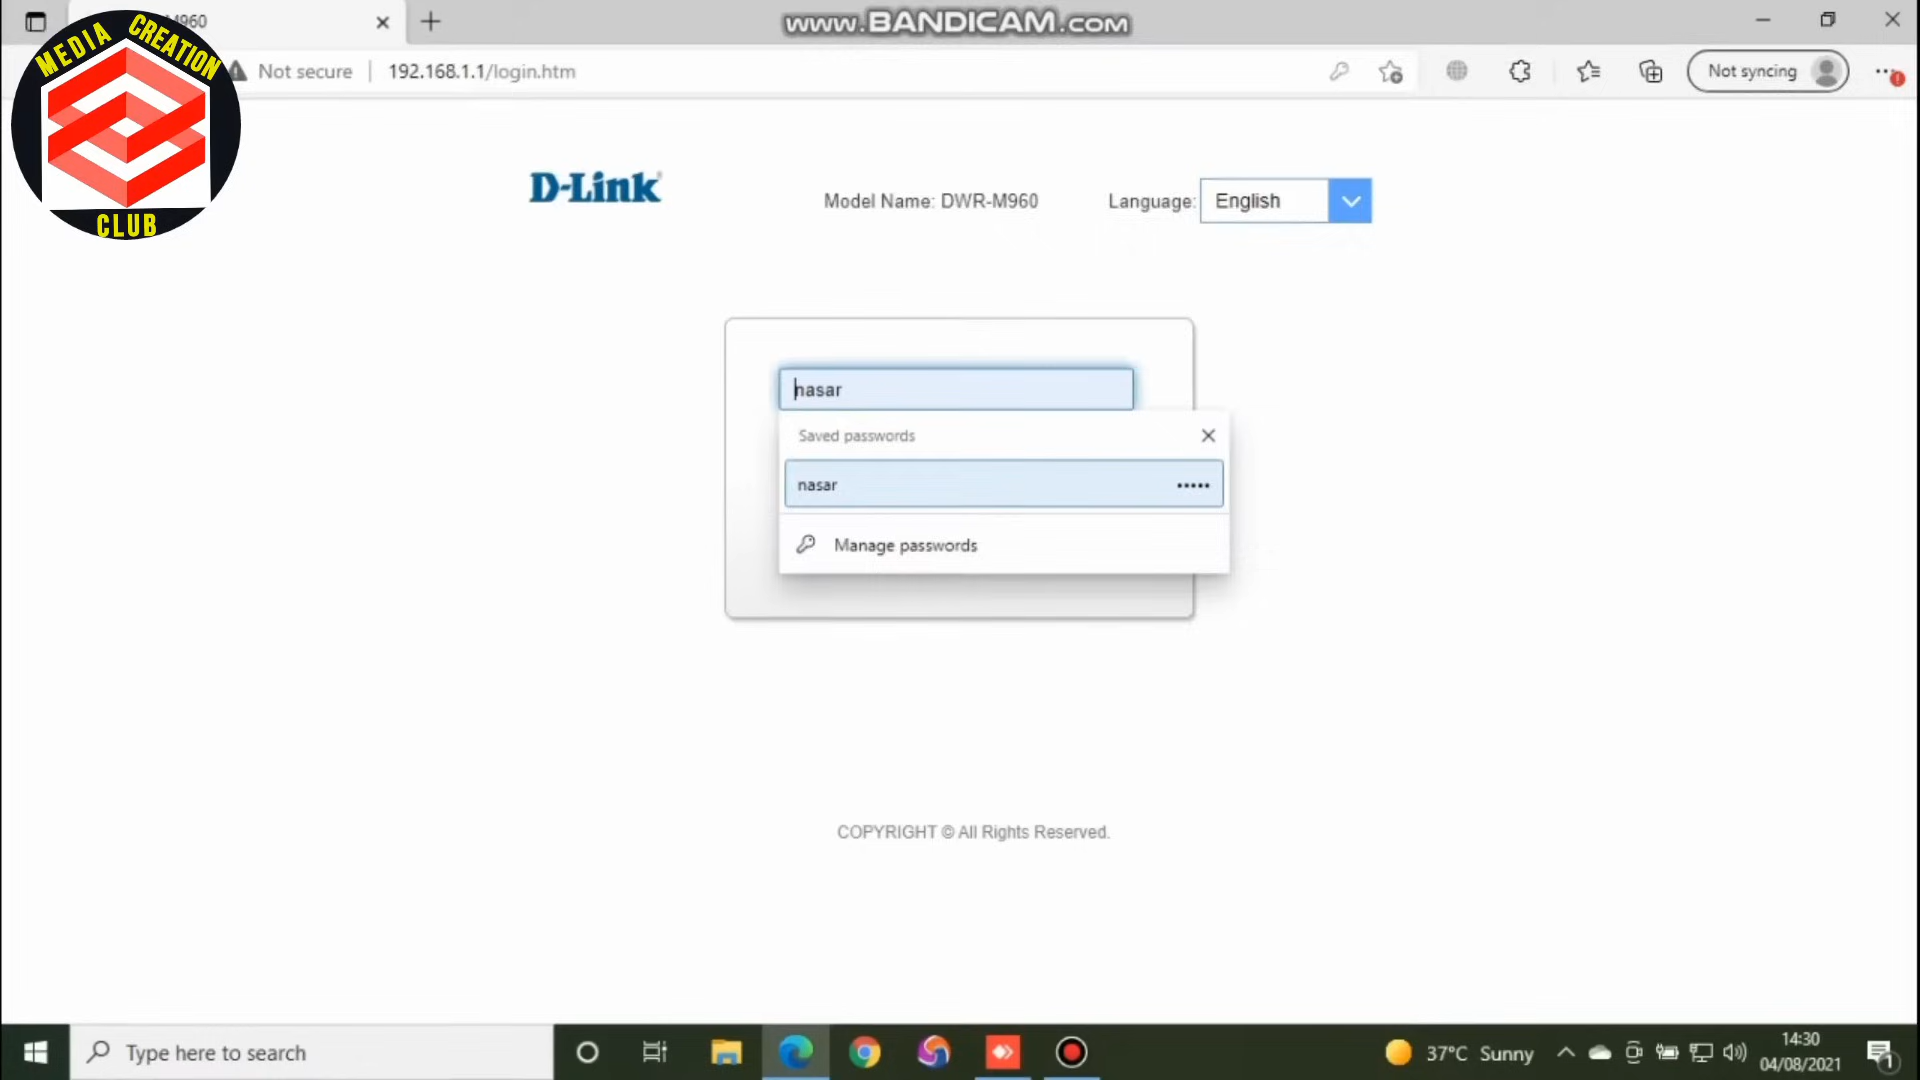 M960
www.BANDICAM.com
MEDIA CREATION
CLUB
Not secure
192.168.1.1/login.htm
Not syncing
D-Link
Model Name: DWR-M960
Language:
English
nasar
Saved passwords
nasar
•••••
Manage passwords
COPYRIGHT © All Rights Reserved.
Type here to search
37°C Sunny
14:30
04/08/2021
1